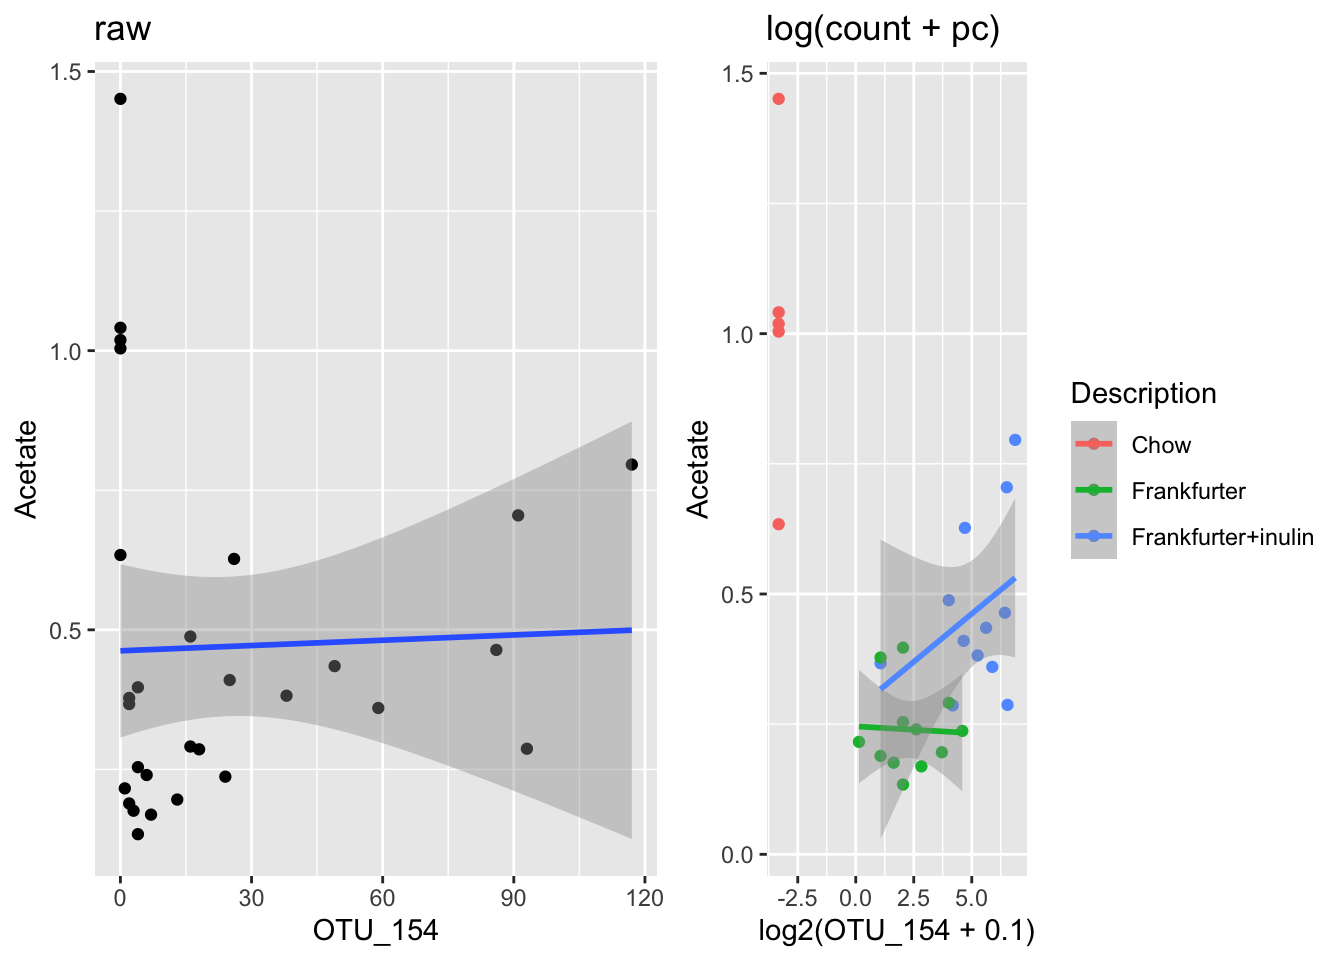 raw
Acetate
1.5
1.0
0.5
0
30
60
90
120
OTU_154
log(count + pc)
Acetate
1.5
1.0
0.5
0.0
-2.5
0.0
2.5
5.0
log2(OTU_154 + 0.1)
Description
Chow
Frankfurter
Frankfurter+inulin